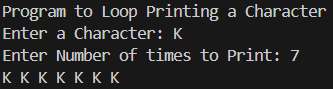 Program to Loop Printing a Character
Enter a Character: K
Enter Number of times to Print: 7
K K K K K K K